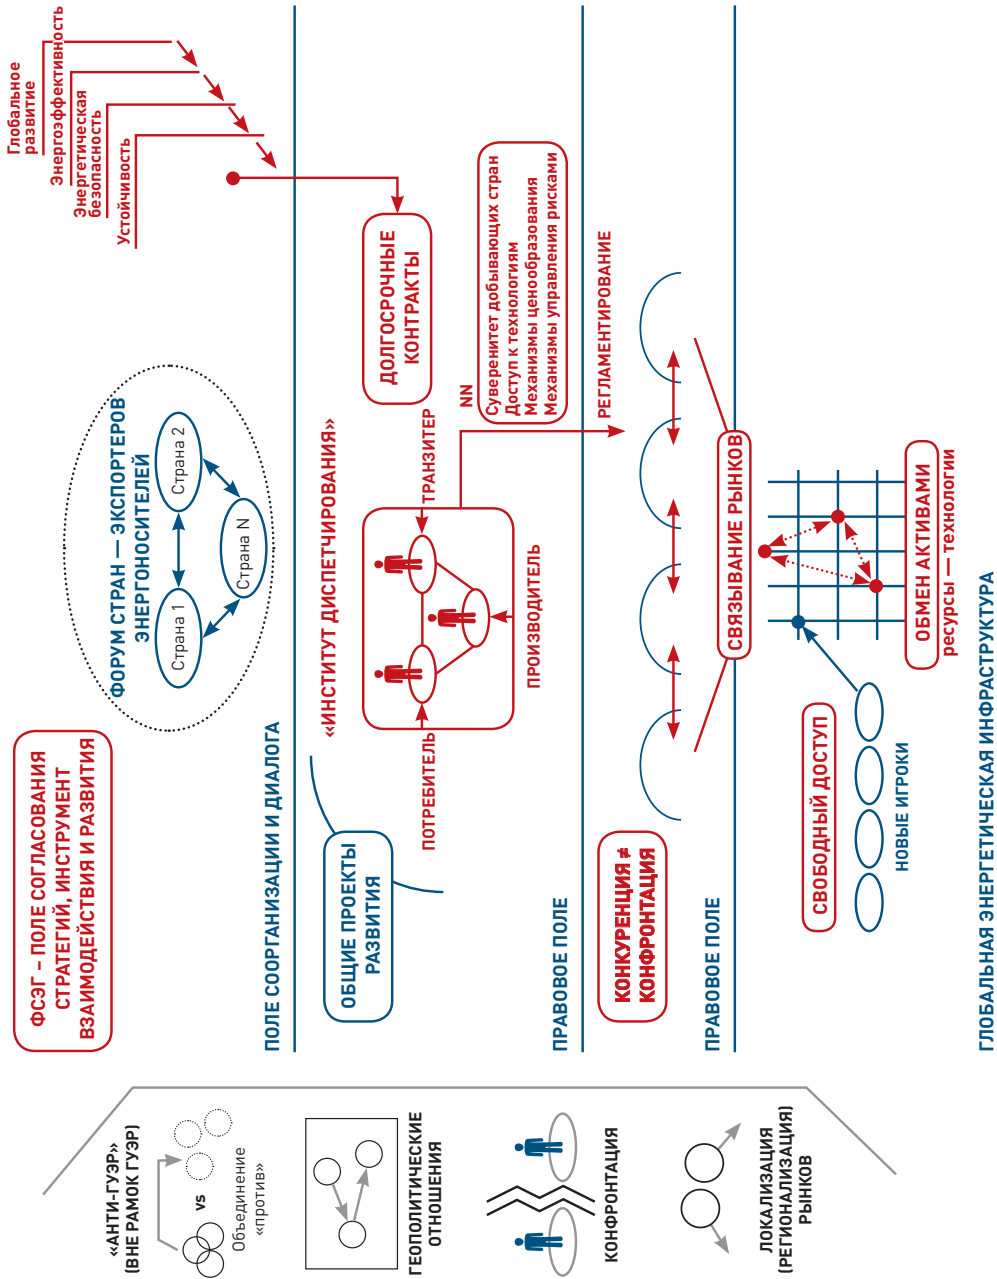 «АНТИ-ГУЭР»
(ВНЕ РАМОК ГУЭР)
vs
Объединение
«против»
ГЕОПОЛИТИЧЕСКИЕ
ОТНОШЕНИЯ
КОНФРОНТАЦИЯ
ЛОКАЛИЗАЦИЯ
(РЕГИОНАЛИЗАЦИЯ)
РЫНКОВ
ФСЭГ – ПОЛЕ СОГЛАСОВАНИЯ
СТРАТЕГИЙ, ИНСТРУМЕНТ
ВЗАИМОДЕЙСТВИЯ И РАЗВИТИЯ
ФОРУМ СТРАН — ЭКСПОРТЕРОВ
ЭНЕРГОНОСИТЕЛЕЙ
Страна 1
Страна 2
Страна N
Глобальное
развитие
Энергоэффективность
Энергетическая
безопасность
Устойчивость
ПОЛЕ СООРГАНИЗАЦИИ И ДИАЛОГА
ОБЩИЕ ПРОЕКТЫ
РАЗВИТИЯ
«ИНСТИТУТ ДИСПЕТЧИРОВАНИЯ»
ПОТРЕБИТЕЛЬ
ТРАНЗИТЕР
ПРОИЗВОДИТЕЛЬ
ДОЛГОСРОЧНЫЕ
КОНТРАКТЫ
NN
Суверенитет добывающих стран
Доступ к технологиям
Механизмы ценообразования
Механизмы управления рисками
ПРАВОВОЕ ПОЛЕ
РЕГЛАМЕНТИРОВАНИЕ
КОНКУРЕНЦИЯ ≠
КОНФРОНТАЦИЯ
ПРАВОВОЕ ПОЛЕ
СВЯЗЫВАНИЕ РЫНКОВ
СВОБОДНЫЙ ДОСТУП
НОВЫЕ ИГРОКИ
ОБМЕН АКТИВАМИ
ресурсы — технологии
ГЛОБАЛЬНАЯ ЭНЕРГЕТИЧЕСКАЯ ИНФРАСТРУКТУРА